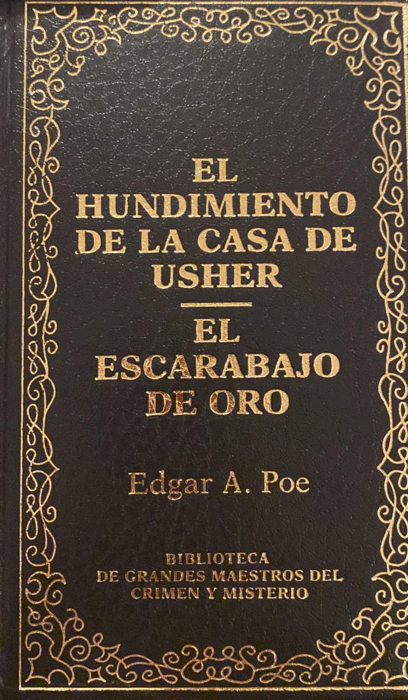 EL
HUNDIMIENTO
DE LA CASA DE
USHER
EL
ESCARABAJO
DE ORO
Edgar A. Poe
BIBLIOTECA
DE GRANDES MAESTROS DEL
CRIMEN Y MISTERIO